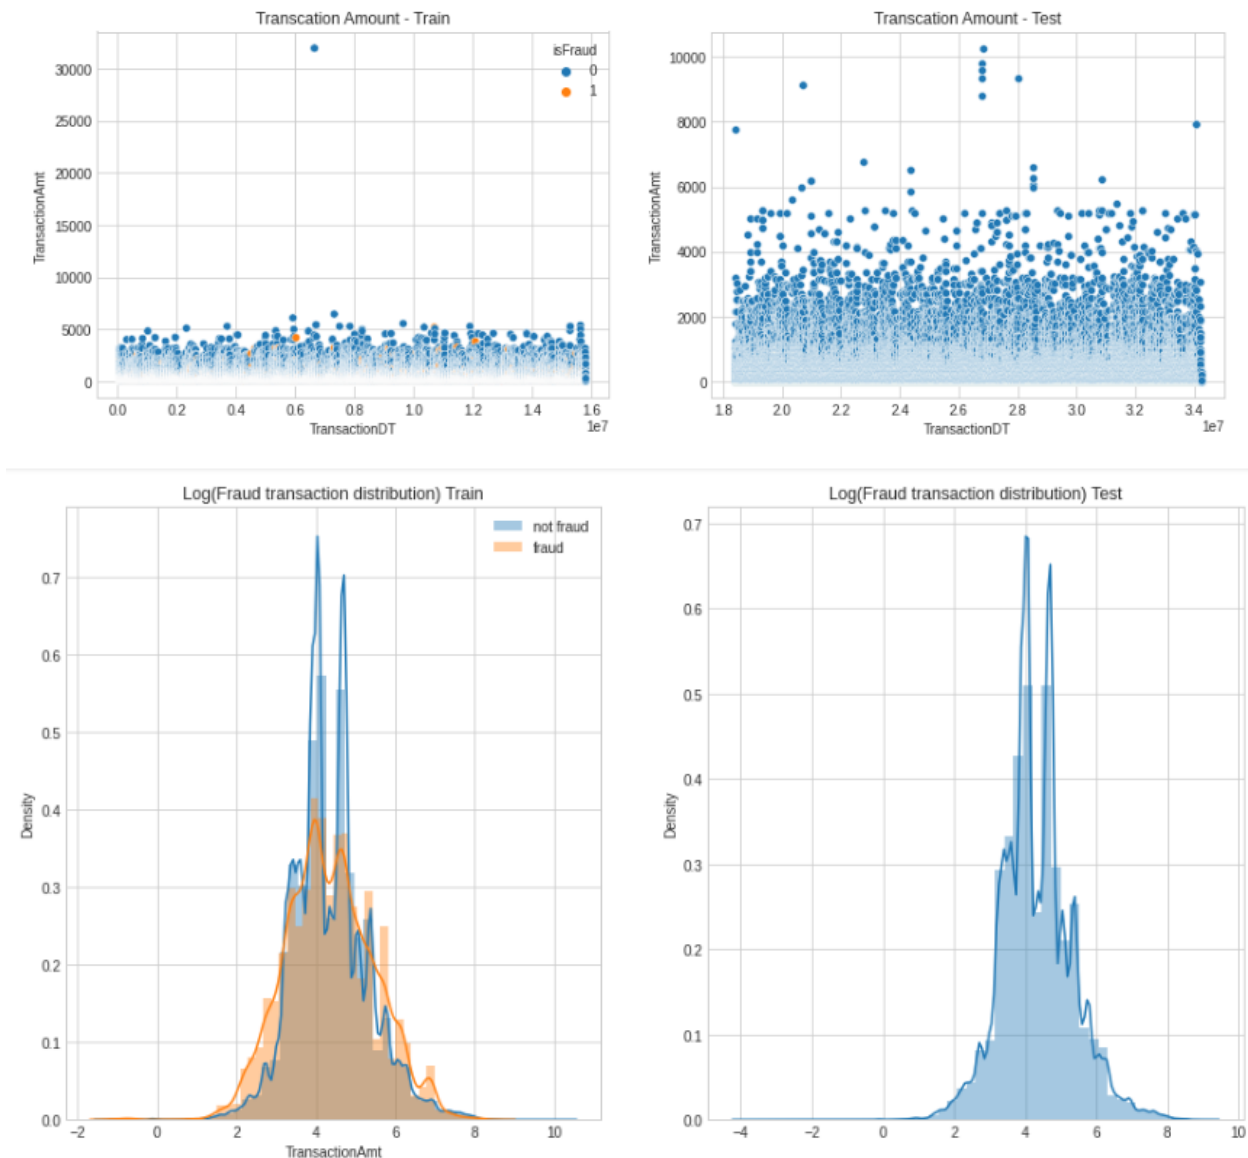 Transcation Amount - Train
isFraud
0
1
30000
25000
20000
15000
10000
5000
0
TransactionAmt
0.0 0.2 0.4 0.6 0.8 1.0 1.2 1.4 1.6
1e7
TransactionDT
Transcation Amount - Test
10000
8000
6000
4000
2000
0
TransactionAmt
1.8 2.0 2.2 2.4 2.6 2.8 3.0 3.2 3.4
1e7
TransactionDT
Log(Fraud transaction distribution) Train
not fraud
fraud
0.7
0.6
0.5
0.4
0.3
0.2
0.1
0.0
Density
−2 0 2 4 6 8 10
TransactionAmt
Log(Fraud transaction distribution) Test
0.7
0.6
0.5
0.4
0.3
0.2
0.1
0.0
Density
−4 −2 0 2 4 6 8 10